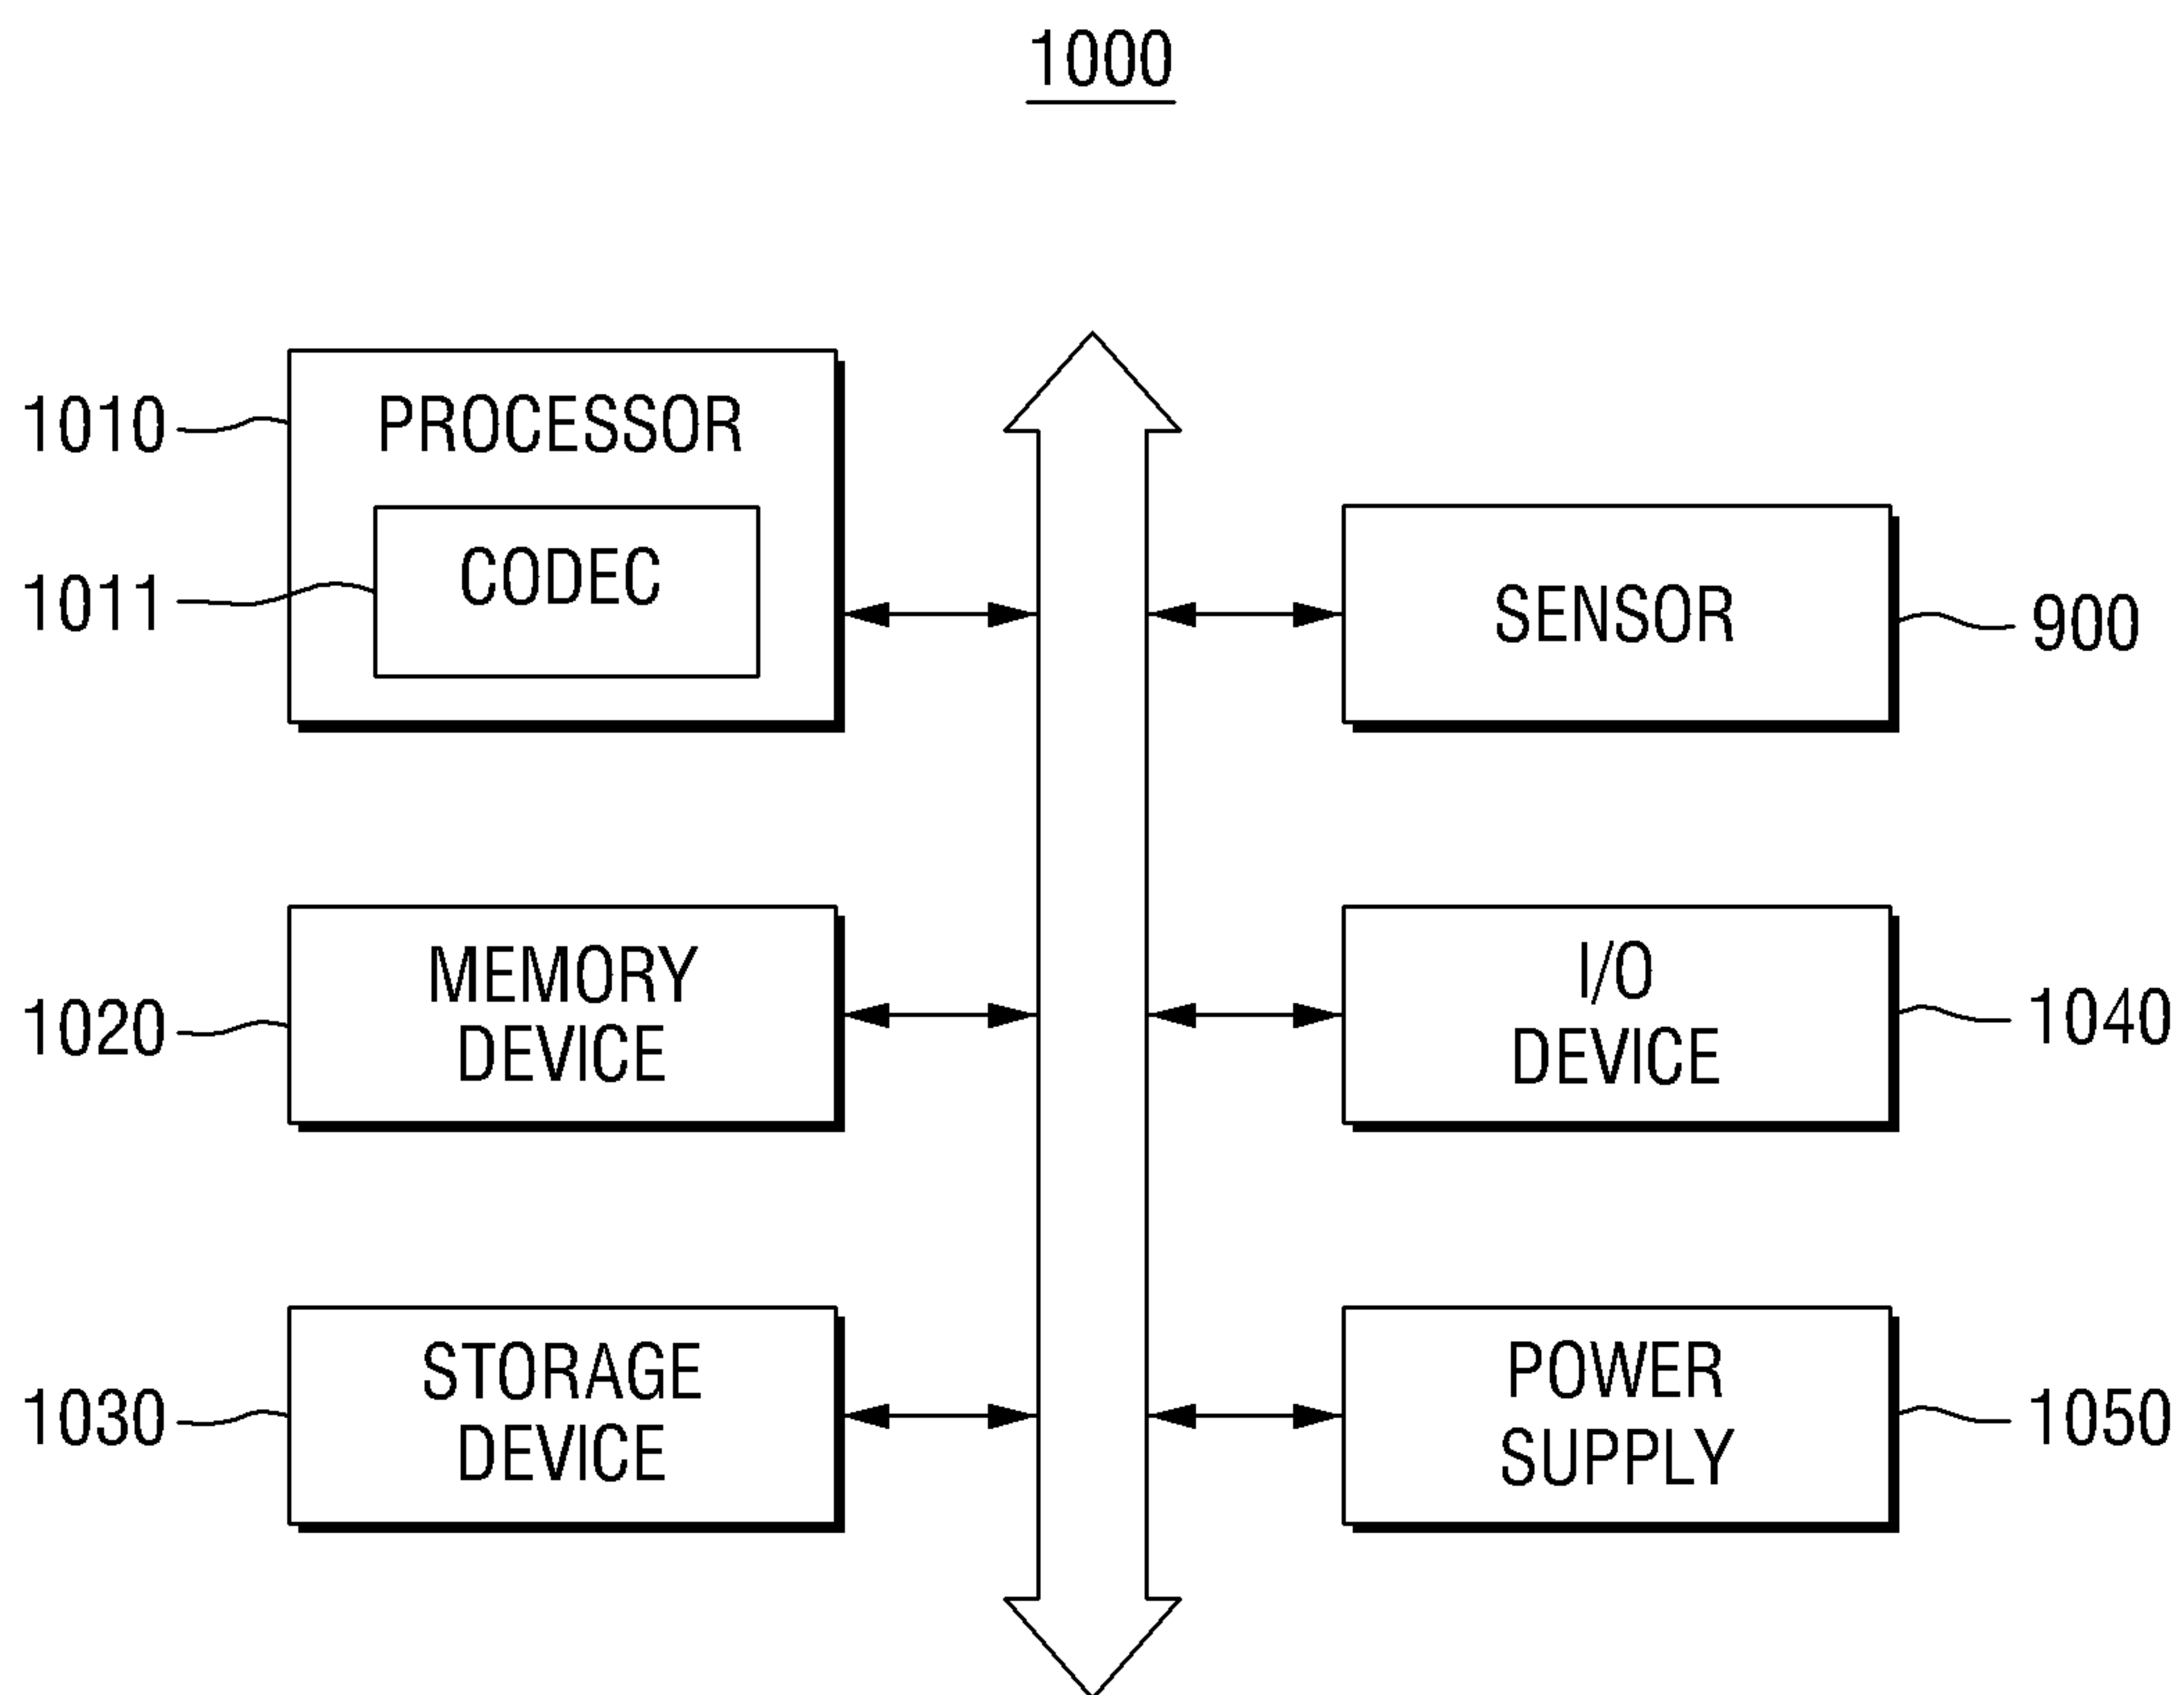 1000
1010
PROCESSOR
1011
CODEC
SENSOR
900
1020
MEMORY
DEVICE
I/O
DEVICE
1040
1030
STORAGE
DEVICE
POWER
SUPPLY
1050